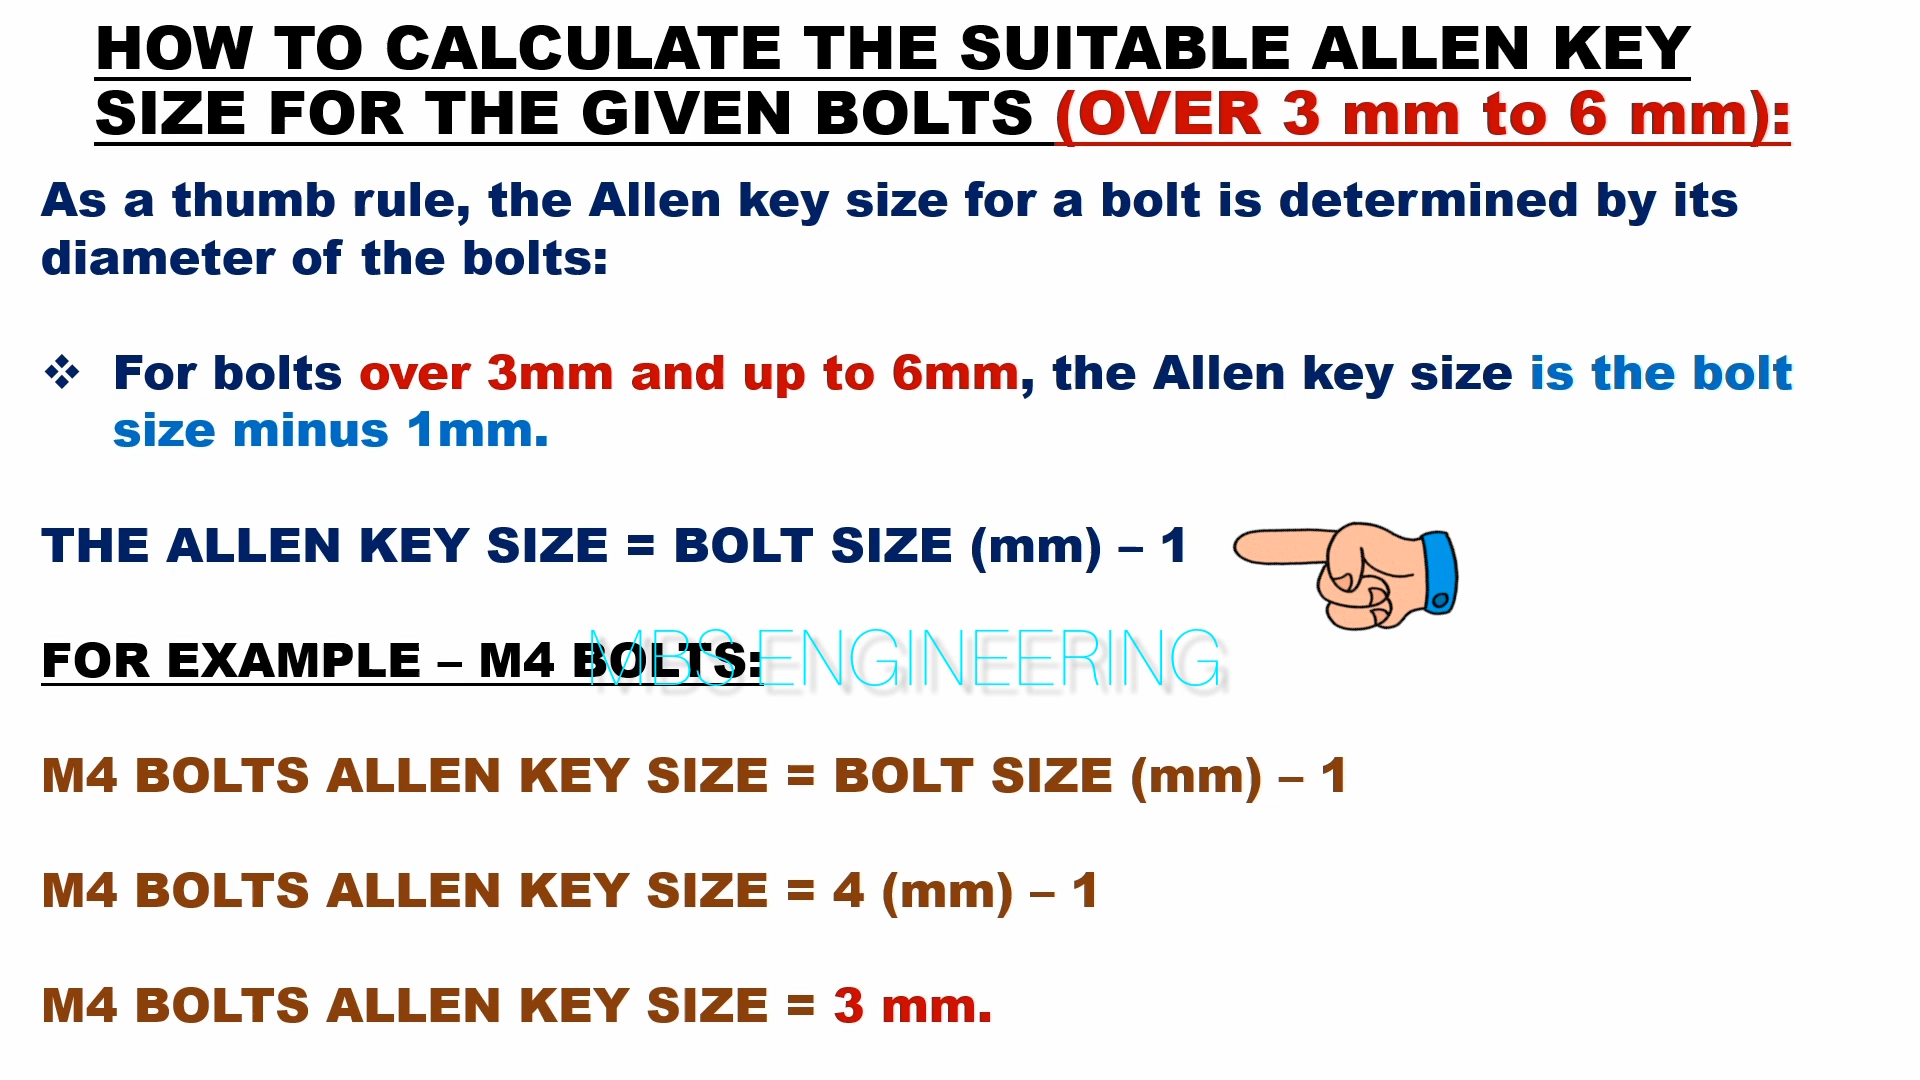 HOW TO CALCULATE THE SUITABLE ALLEN KEY
SIZE FOR THE GIVEN BOLTS (OVER 3 mm to 6 mm):
As a thumb rule, the Allen key size for a bolt is determined by its
diameter of the bolts:
❖ For bolts over 3mm and up to 6mm, the Allen key size is the bolt
size minus 1mm.
THE ALLEN KEY SIZE = BOLT SIZE (mm) – 1
FOR EXAMPLE – M4 BOLTS:
MBS ENGINEERING
M4 BOLTS ALLEN KEY SIZE = BOLT SIZE (mm) – 1
M4 BOLTS ALLEN KEY SIZE = 4 (mm) – 1
M4 BOLTS ALLEN KEY SIZE = 3 mm.